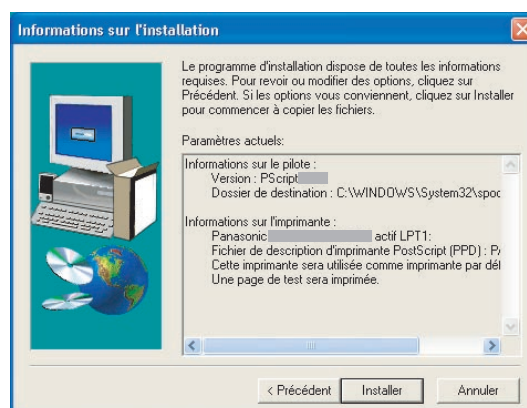 Informations sur l'installation
Le programme d'installation dispose de toutes les informations
requises. Pour revoir ou modifier des options, cliquez sur
Précédent. Si les options vous conviennent, cliquez sur Installer
pour commencer à copier les fichiers.
Paramètres actuels:
Informations sur le pilote :
Version : PScript
Dossier de destination : C:\WINDOWS\System32\spoo
Informations sur l'imprimante :
Panasonic actif LPT1:
Fichier de description d'imprimante PostScript (PPD) : P
Cette imprimante sera utilisée comme imprimante par dé
Une page de test sera imprimée.
< Précédent Installer Annuler